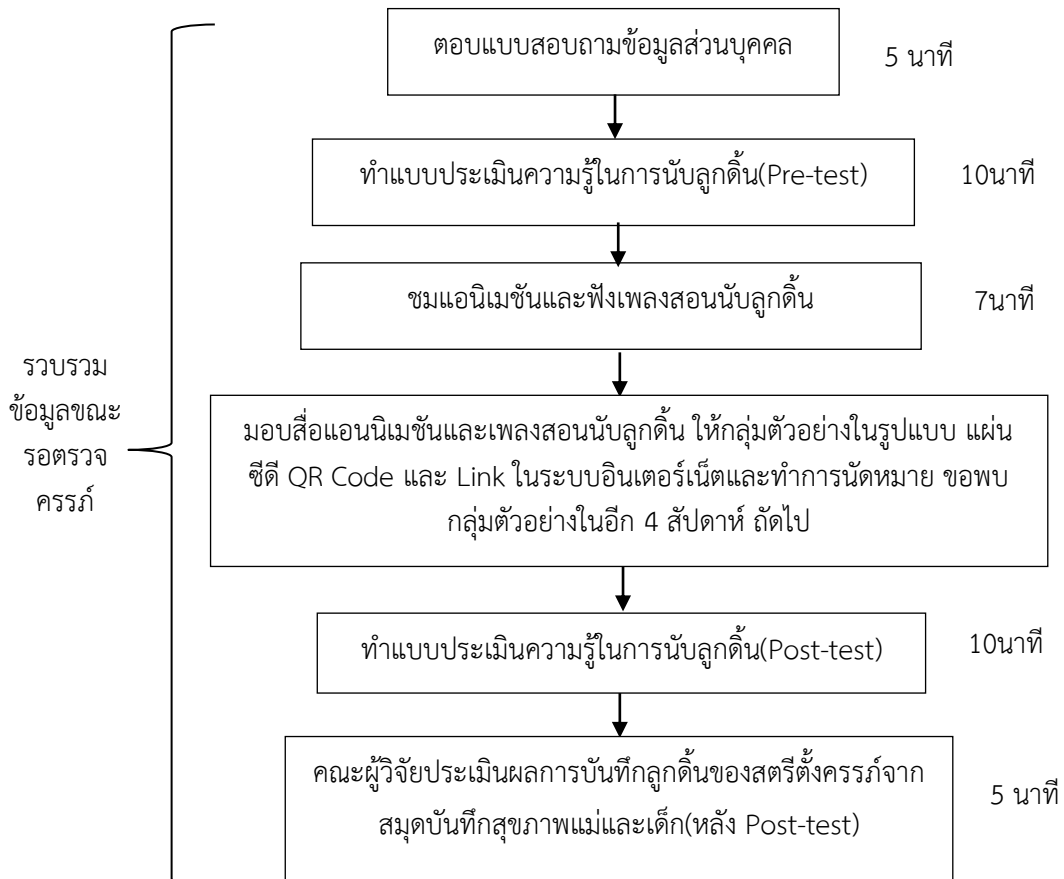 ตอบแบบสอบถามข้อมูลส่วนบุคคล
5 นาที
ทำแบบประเมินความรู้ในการนับลูกดิ้น(Pre-test)
10นาที
ชมแอนิเมชันและฟังเพลงสอนนับลูกดิ้น
7นาที
รวบรวม
ข้อมูลขณะ
รอตรวจ
ครรภ์
มอบสื่อแอนนิเมชันและเพลงสอนนับลูกดิ้น ให้กลุ่มตัวอย่างในรูปแบบ แผ่น
ซีดี QR Code และ Link ในระบบอินเตอร์เน็ตและทำการนัดหมาย ขอพบ
กลุ่มตัวอย่างในอีก 4 สัปดาห์ ถัดไป
ทำแบบประเมินความรู้ในการนับลูกดิ้น(Post-test)
10นาที
คณะผู้วิจัยประเมินผลการบันทึกลูกดิ้นของสตรีตั้งครรภ์จาก
สมุดบันทึกสุขภาพแม่และเด็ก(หลัง Post-test)
5 นาที